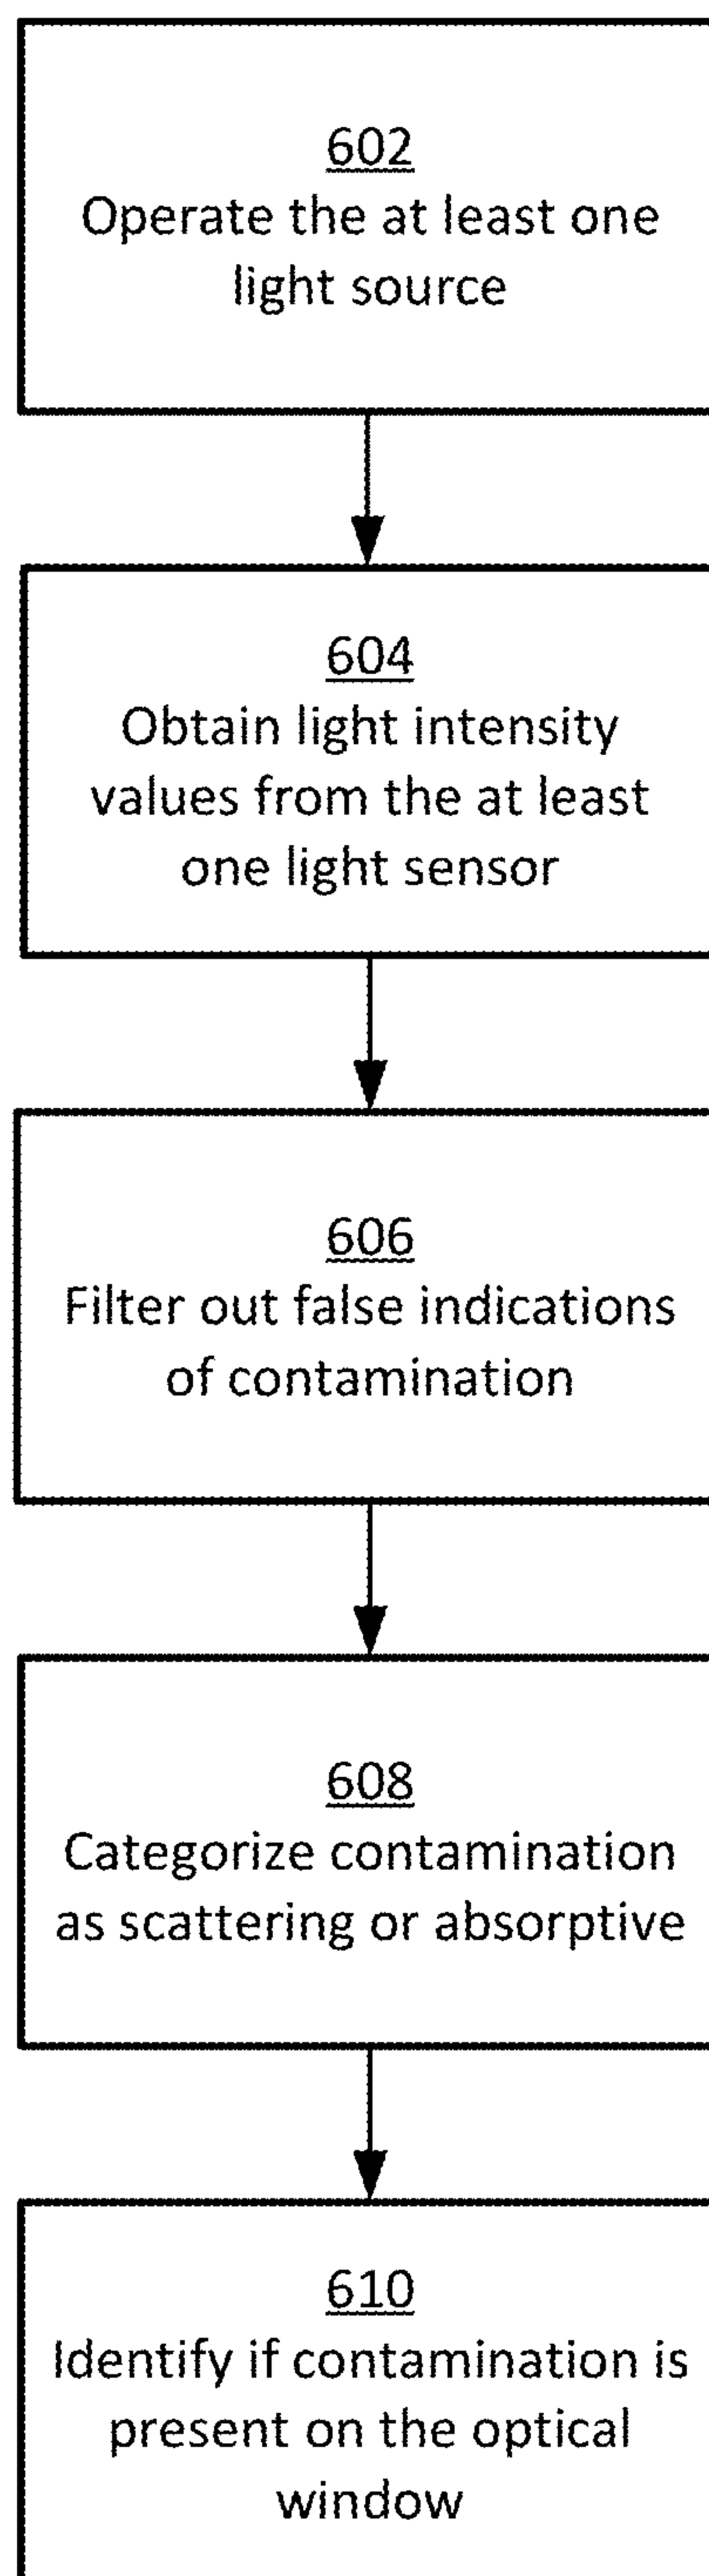 602
Operate the at least one
light source
604
Obtain light intensity
values from the at least
one light sensor
606
Filter out false indications
of contamination
608
Categorize contamination
as scattering or absorptive
610
Identify if contamination is
present on the optical
window